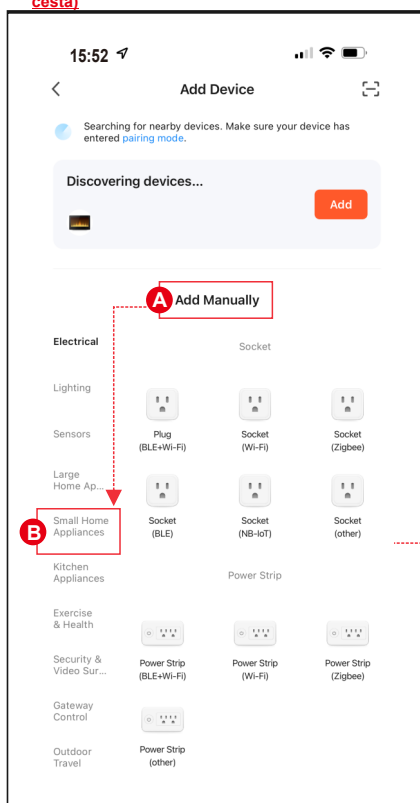 cesta)
15:52
Add Device
Searching for nearby devices. Make sure your device has
entered pairing mode.
Discovering devices...
Add
A Add Manually
Electrical
Socket
Lighting
Sensors
Plug
(BLE+Wi-Fi)
Socket
(Wi-Fi)
Socket
(Zigbee)
Large
Home Ap...
B Small Home
Appliances
Socket
(BLE)
Socket
(NB-IoT)
Socket
(other)
Kitchen
Appliances
Power Strip
Exercise
& Health
Security &
Video Sur...
Power Strip
(BLE+Wi-Fi)
Power Strip
(Wi-Fi)
Power Strip
(Zigbee)
Gateway
Control
Outdoor
Travel
Power Strip
(other)